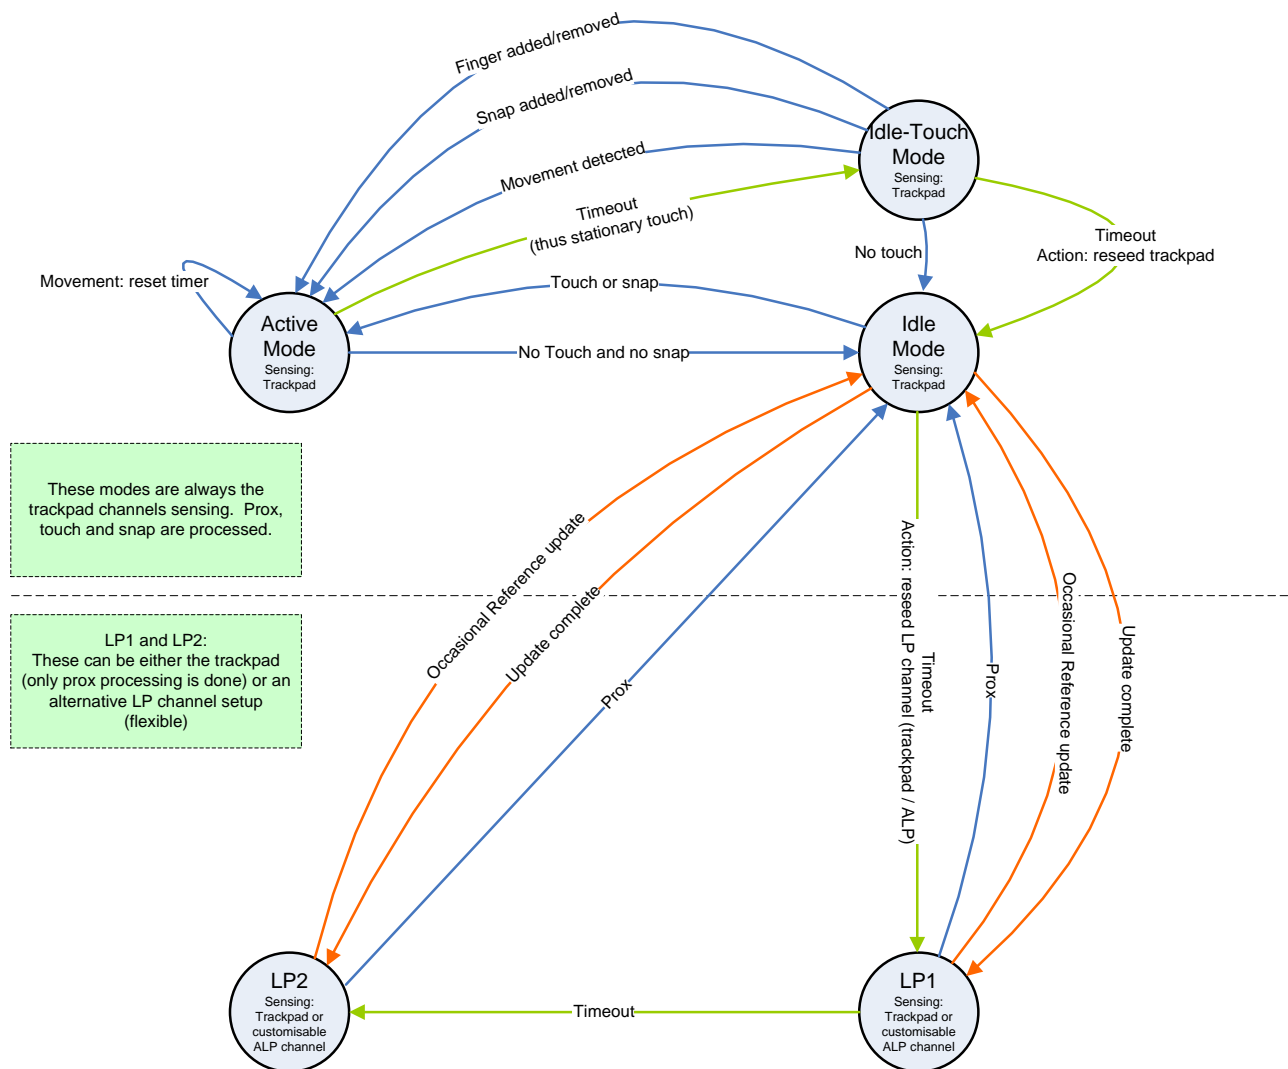 Finger added/removed
Snap added/removed
Movement detected
Timeout
(thus stationary touch)
Idle-Touch
Mode
Sensing:
Trackpad
Timeout
Action: reseed trackpad
No touch
Movement: reset timer
Touch or snap
Active
Mode
Sensing:
Trackpad
No Touch and no snap
Idle
Mode
Sensing:
Trackpad
These modes are always the
trackpad channels sensing.  Prox,
touch and snap are processed.
LP1 and LP2:
These can be either the trackpad
(only prox processing is done) or an
alternative LP channel setup
(flexible)
Occasional Reference update
Update complete
Prox
Timeout
Action: reseed LP channel (trackpad / ALP)
Prox
Occasional Reference update
Update complete
LP2
Sensing:
Trackpad or
customisable
ALP channel
Timeout
LP1
Sensing:
Trackpad or
customisable
ALP channel